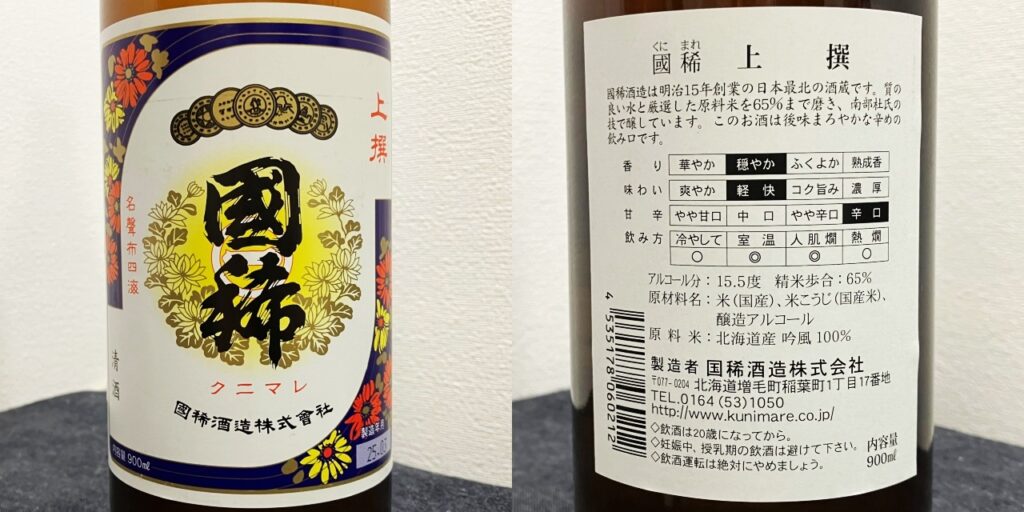 上撰
國稀
名聲布四海
クニマレ
清酒
國稀酒造株式會社
内容量 900㎖
製造年月
くに まれ
國稀 上撰
國稀酒造は明治15年創業の日本最北の酒蔵です。質の
良い水と厳選した原料米を65%まで磨き、南部杜氏の
技で醸しています。このお酒は後味まろやかな辛めの
飲み口です。
香り 華やか 穏やか ふくよか 熟成香
味わい 爽やか 軽快 コク旨み 濃厚
甘辛 やや甘口 中口 やや辛口 辛口
飲み方 冷やして 室温 人肌燗 熱燗
○ ◎ ◎ ○
アルコール分：15.5度 精米歩合：65%
原材料名：米（国産）、米こうじ（国産米）、
醸造アルコール
原料米：北海道産 吟風 100%
製造者 国稀酒造株式会社
〒077-0204 北海道増毛町稲葉町1丁目17番地
TEL.0164（53）1050
http://www.kunimare.co.jp/
◇飲酒は20歳になってから。
◇妊娠中、授乳期の飲酒は避けて下さい。
◇飲酒運転は絶対にやめましょう。
内容量
900㎖
4 535178 060212